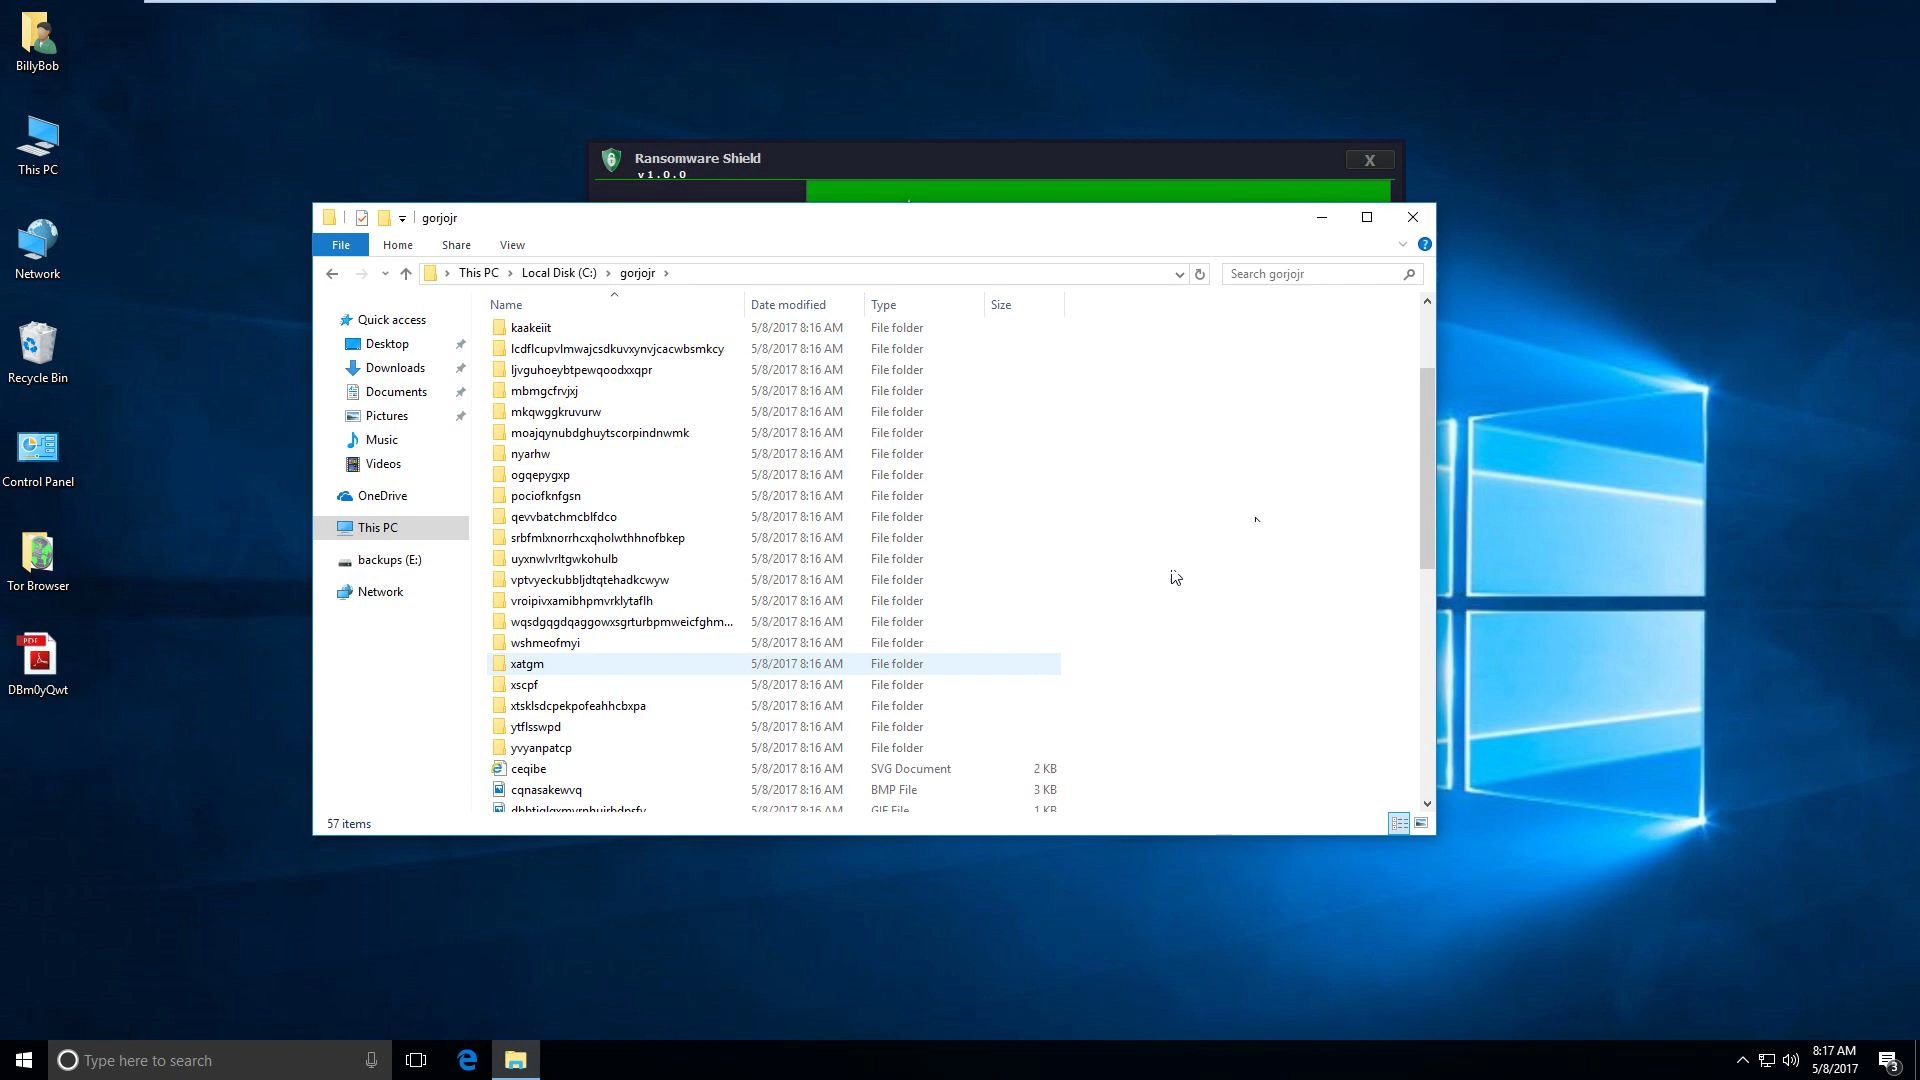 BillyBob
This PC
Network
Recycle Bin
Control Panel
Tor Browser
PDF
DBm0yQwt
Ransomware Shield
v1.0.0
X
gorjojr
File Home Share View
This PC Local Disk (C:) gorjojr
Search gorjojr
Quick access
Desktop
Downloads
Documents
Pictures
Music
Videos
OneDrive
This PC
backups (E:)
Network
Name Date modified Type Size
kaakeiit 5/8/2017 8:16 AM File folder
lcdflcupvlmwajcsdkuvxynvjcacwbsmkcy 5/8/2017 8:16 AM File folder
ljvguhoeybtpewqoodxxqpr 5/8/2017 8:16 AM File folder
mbmgcfrvjxj 5/8/2017 8:16 AM File folder
mkqwggkruvurw 5/8/2017 8:16 AM File folder
moajqynubdghuytscorpindnwmk 5/8/2017 8:16 AM File folder
nyarhw 5/8/2017 8:16 AM File folder
ogqepygxp 5/8/2017 8:16 AM File folder
pociofknfgsn 5/8/2017 8:16 AM File folder
qevvbatchmcblfdco 5/8/2017 8:16 AM File folder
srbfmlxnorrhcxqholwthhnofbkep 5/8/2017 8:16 AM File folder
uyxnwlvrltgwkohulb 5/8/2017 8:16 AM File folder
vptvyeckubbljdtqtehadkcwyw 5/8/2017 8:16 AM File folder
vroipivxamibhpmvrklytaflh 5/8/2017 8:16 AM File folder
wqsdgqgdqaggowxsgrturbpmweicfghm... 5/8/2017 8:16 AM File folder
wshmeofmyi 5/8/2017 8:16 AM File folder
xatgm 5/8/2017 8:16 AM File folder
xscpf 5/8/2017 8:16 AM File folder
xtsklsdcpekpofeahhcbxpa 5/8/2017 8:16 AM File folder
ytflsswpd 5/8/2017 8:16 AM File folder
yvyanpatcp 5/8/2017 8:16 AM File folder
ceqibe 5/8/2017 8:16 AM SVG Document 2 KB
cqnasakewvq 5/8/2017 8:16 AM BMP File 3 KB
5/8/2017 8:16 AM GIF File 1 KB
57 items
Type here to search
8:17 AM
5/8/2017
3